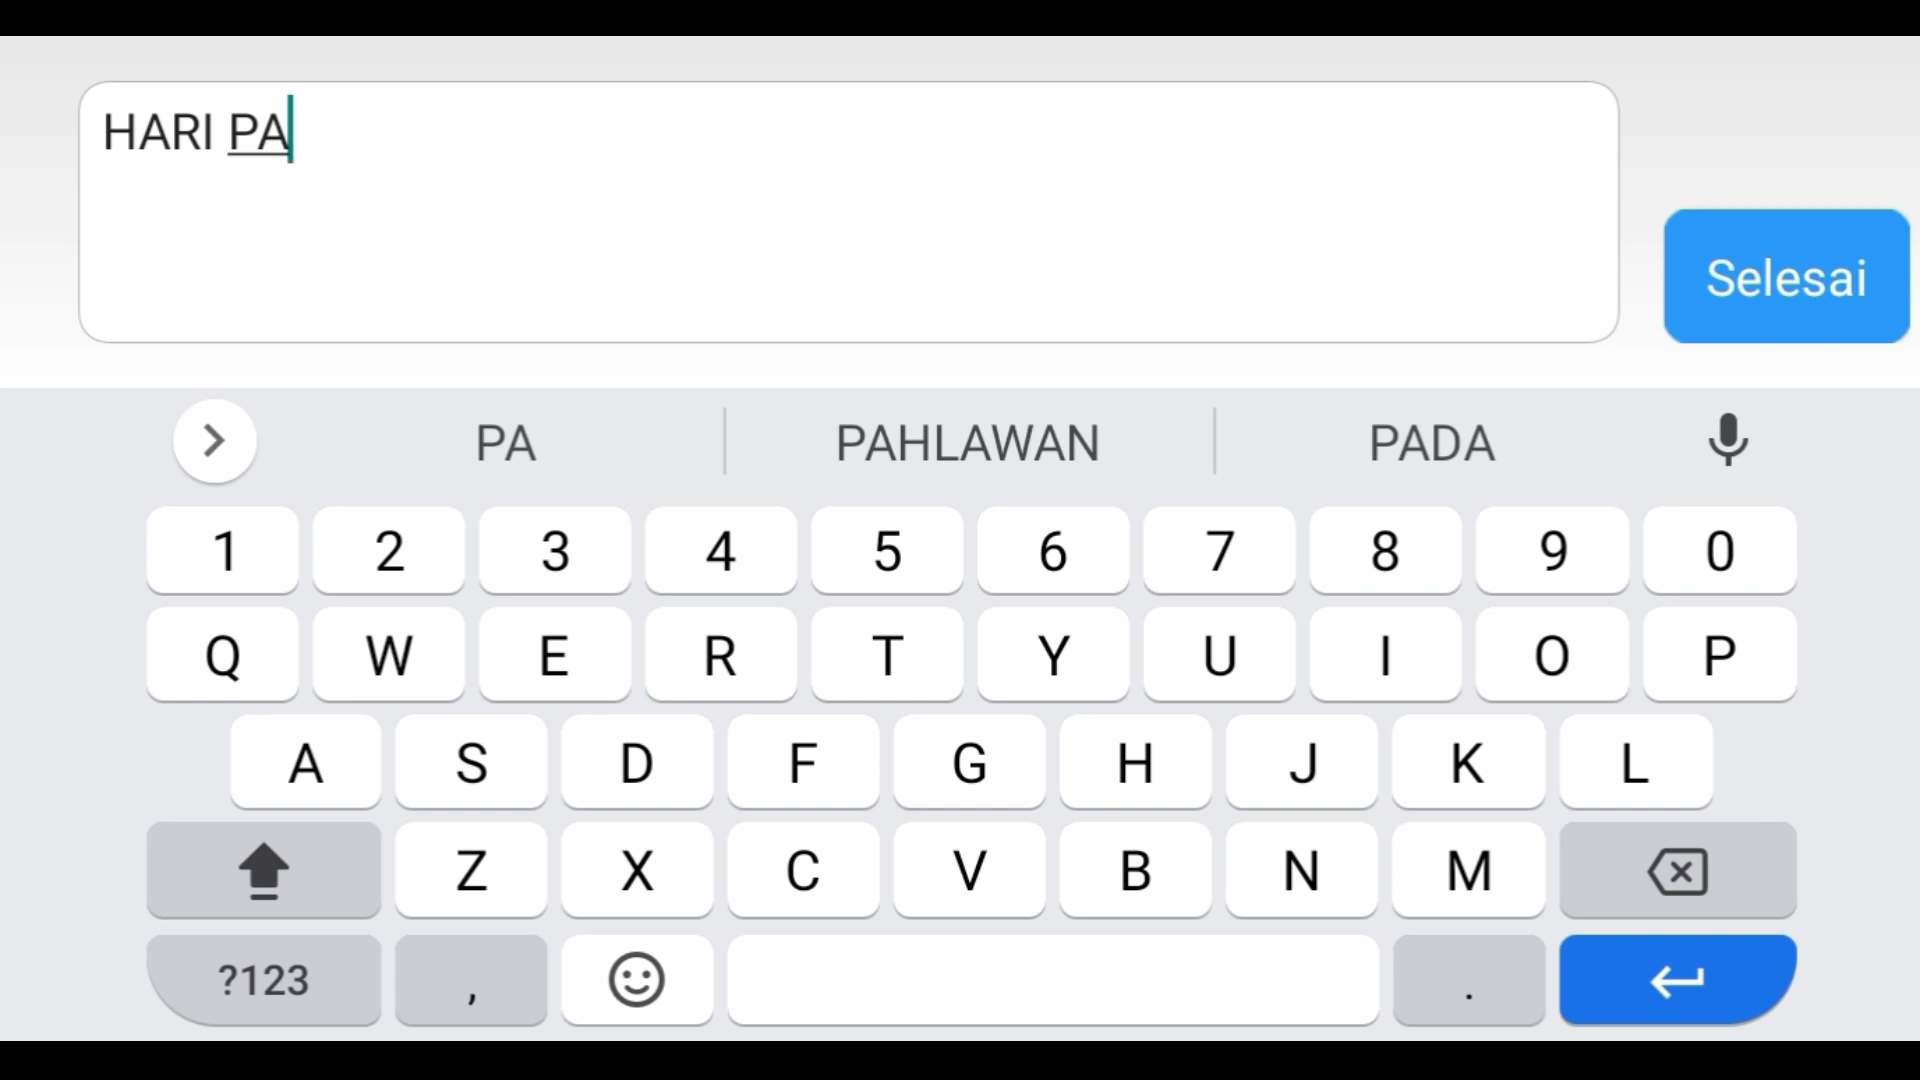 HARI PA
Selesai
PA PAHLAWAN PADA
1 2 3 4 5 6 7 8 9 0
Q W E R T Y U I O P
A S D F G H J K L
Z X C V B N M
?123 , .